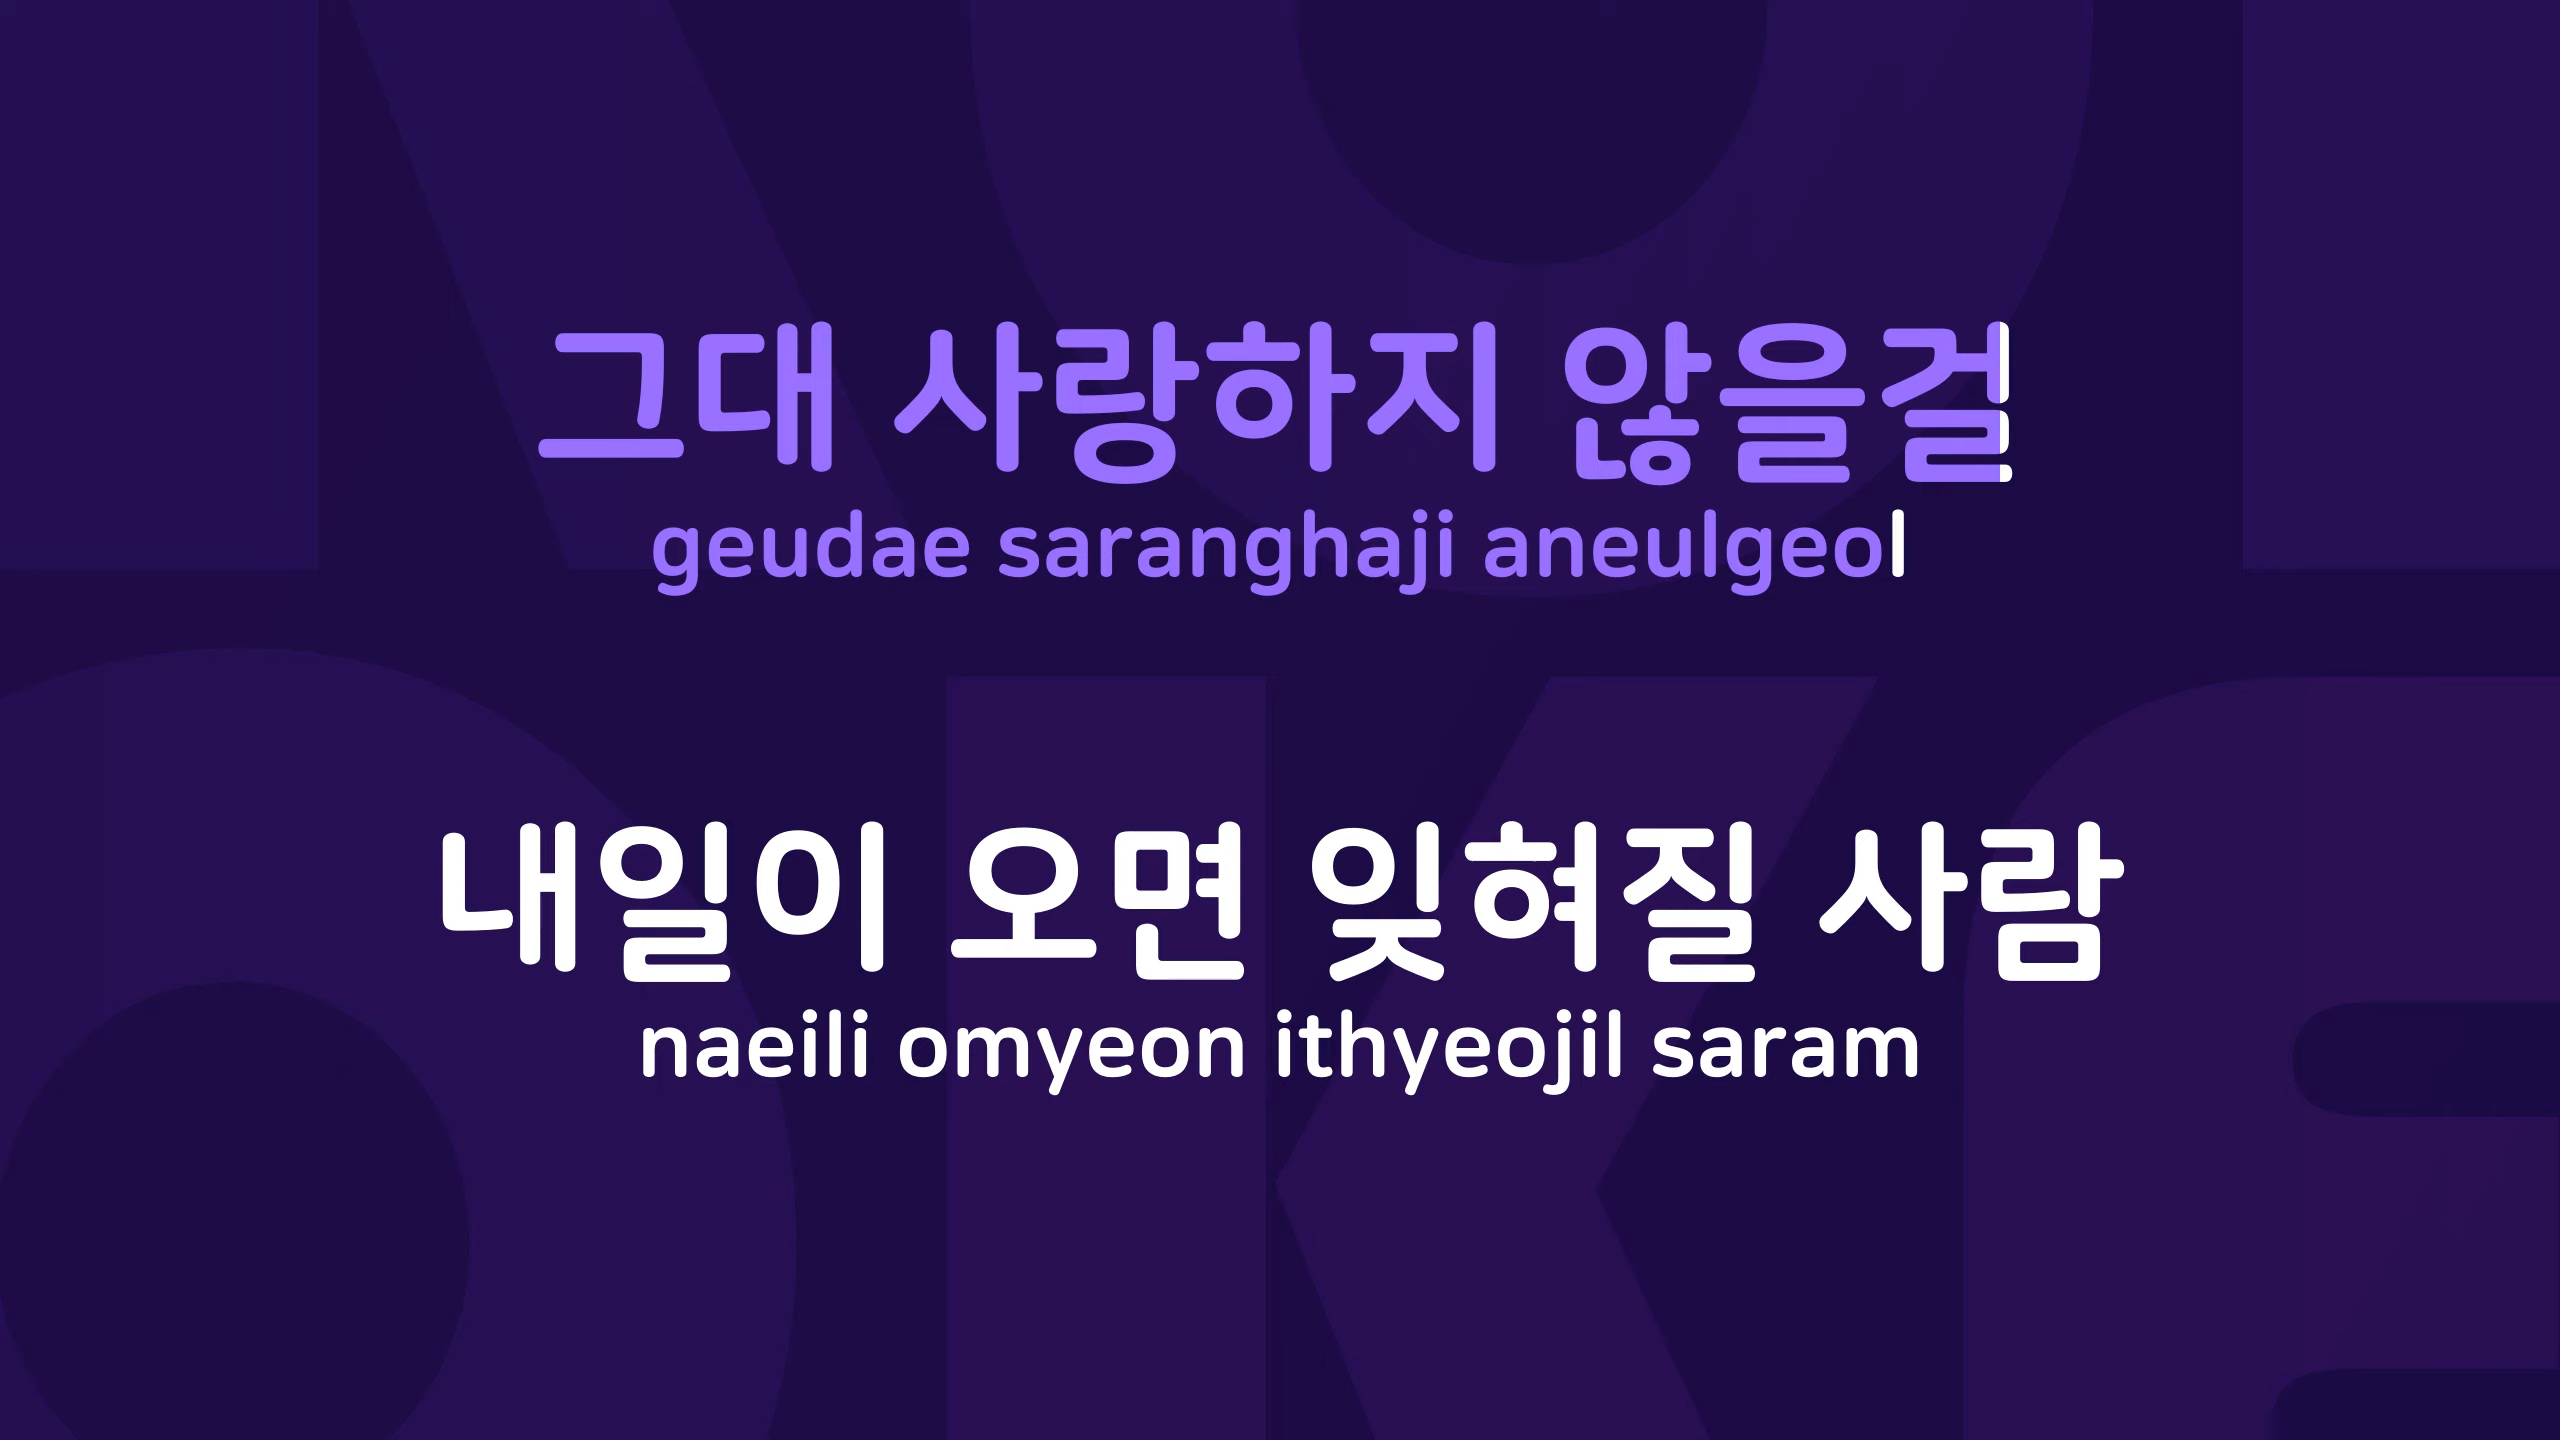 그대 사랑하지 않을걸
geudae saranghaji aneulgeol
내일이 오면 잊혀질 사람
naeili omyeon ithyeojil saram